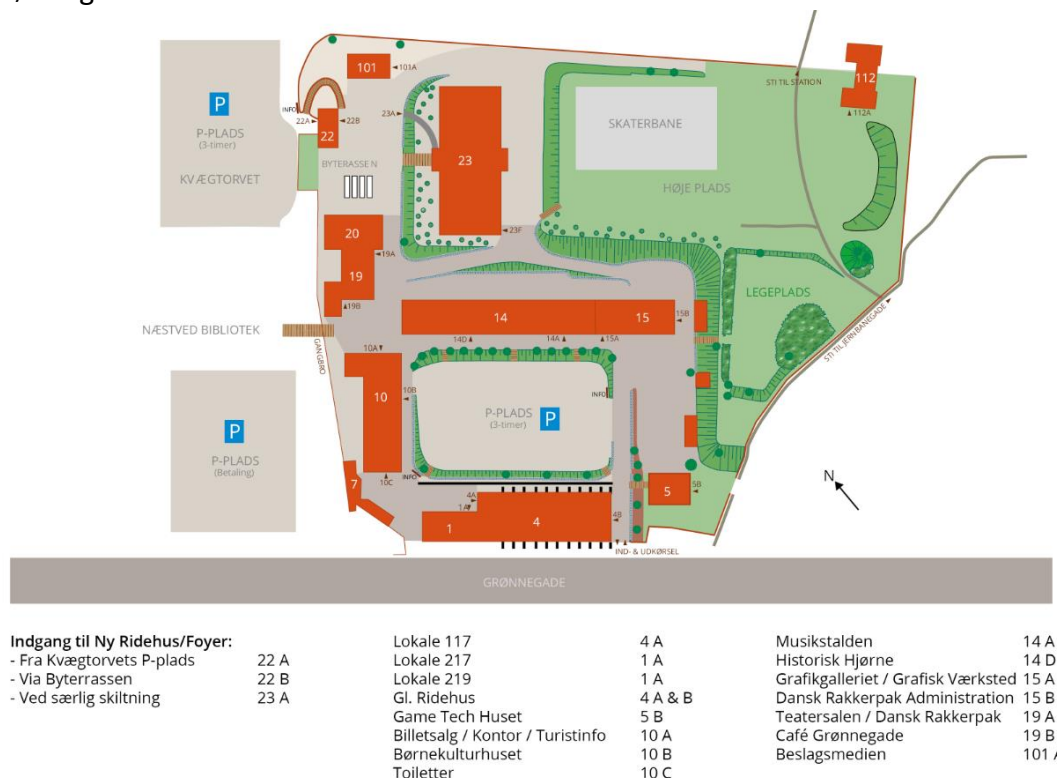 101
101A
INFO
22A
22B
22
P
P-PLADS
(3-timer)
KVÆGTORVET
BYTERASSEN
23A
23
23F
SKATERBANE
HØJE PLADS
STI TIL STATION
112
112A
20
19A
19
19B
LEGEPLADS
14
15
15B
NÆSTVED BIBLIOTEK
GANGBRO
STI TIL JERNBANEGADE
10A
14D
14A
15A
10
10B
P-PLADS
(3-timer)
P
INFO
P
P-PLADS
(Betaling)
7
10C
INFO
4A
1A
1
4
4B
5
5B
N
IND- & UDKØRSEL
GRØNNEGADE
Indgang til Ny Ridehus/Foyer:
- Fra Kvægtorvets P-plads 22 A
- Via Byterrassen 22 B
- Ved særlig skiltning 23 A
Lokale 117 4 A
Lokale 217 1 A
Lokale 219 1 A
Gl. Ridehus 4 A & B
Game Tech Huset 5 B
Billetsalg / Kontor / Turistinfo 10 A
Børnekulturhuset 10 B
Toiletter 10 C
Musikstalden 14 A
Historisk Hjørne 14 D
Grafikgalleriet / Grafisk Værksted 15 A
Dansk Rakkerpak Administration 15 B
Teatersalen / Dansk Rakkerpak 19 A
Café Grønnegade 19 B
Beslagsmedien 101 A